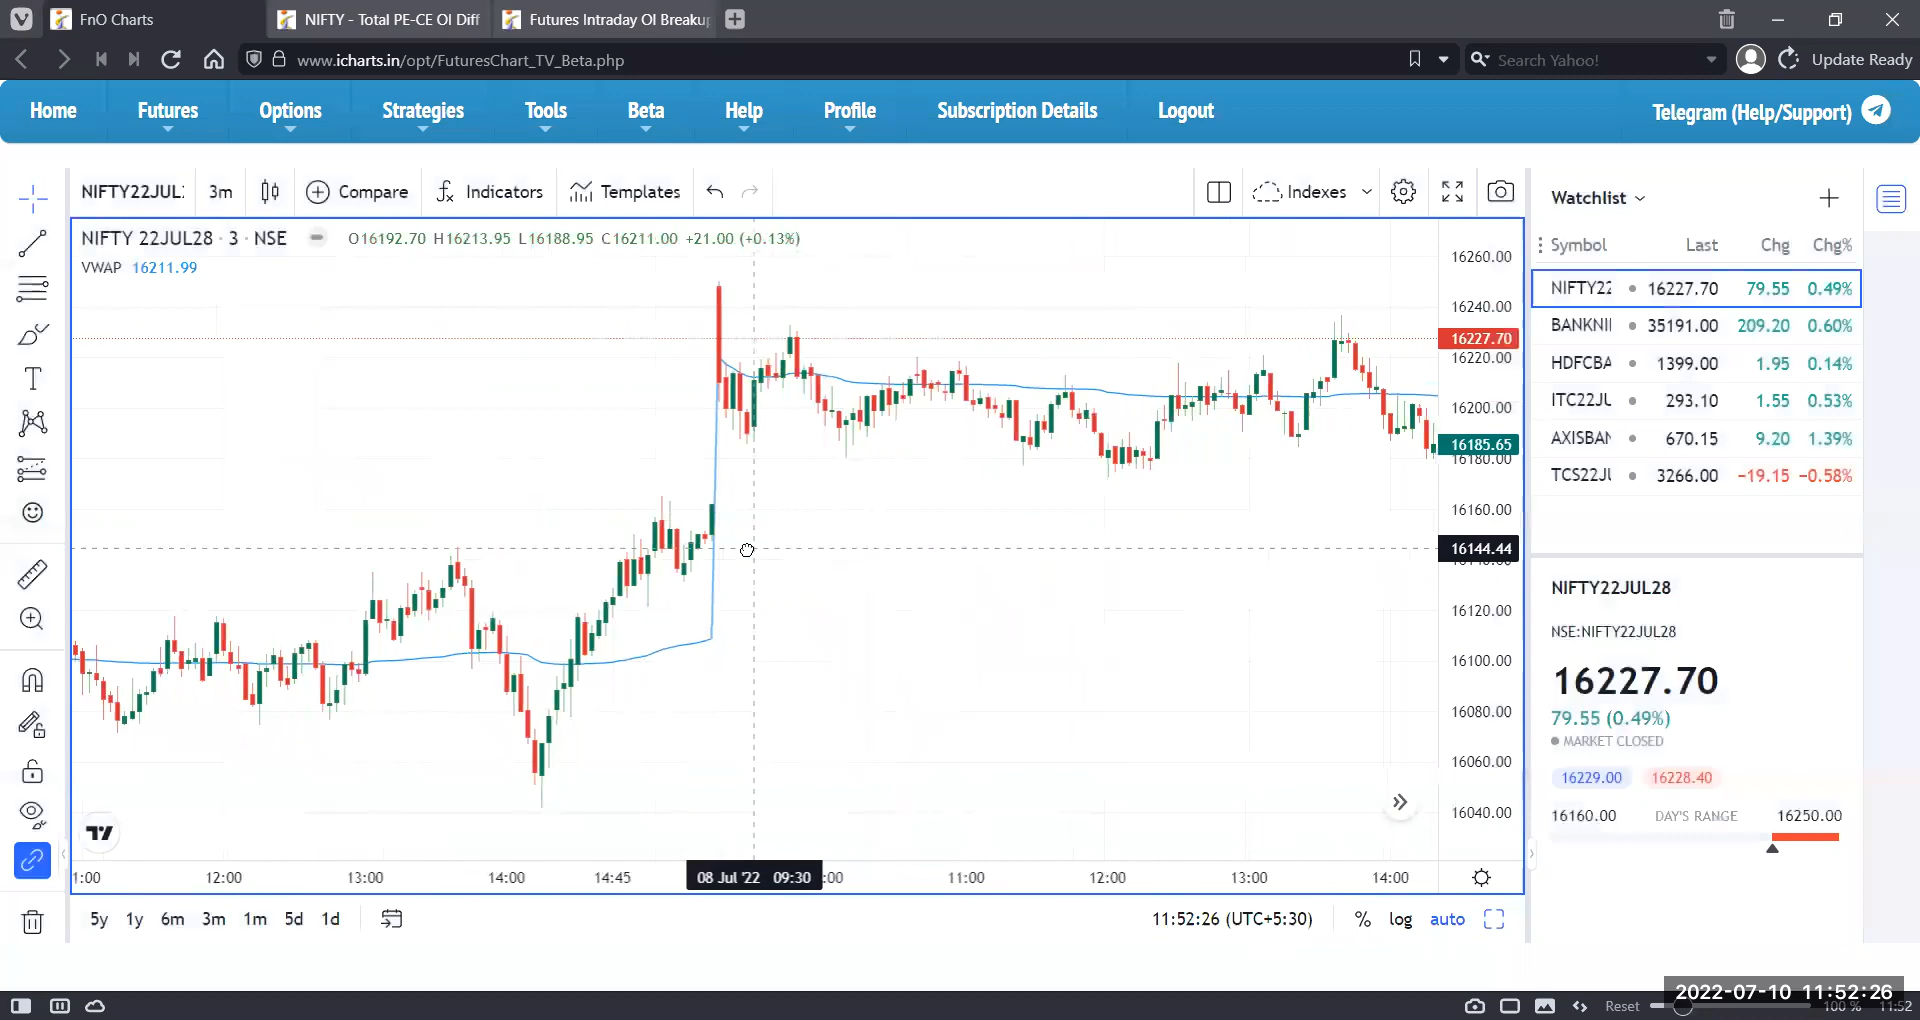 FnO Charts
NIFTY - Total PE-CE OI Diff
Futures Intraday OI Breakup
www.icharts.in/opt/FuturesChart_TV_Beta.php
Search Yahoo!
Update Ready
Home Futures Options Strategies Tools Beta Help Profile Subscription Details Logout
Telegram (Help/Support)
NIFTY22JUL 3m Compare Indicators Templates
Indexes
NIFTY 22JUL28 · 3 · NSE O16192.70 H16213.95 L16188.95 C16211.00 +21.00 (+0.13%)
VWAP 16211.99
16260.00
16240.00
16227.70
16220.00
16200.00
16185.65
16180.00
16160.00
16144.44
16120.00
16100.00
16080.00
16060.00
16040.00
1:00 12:00 13:00 14:00 14:45 08 Jul '22 09:30 :00 11:00 12:00 13:00 14:00
5y 1y 6m 3m 1m 5d 1d
11:52:26 (UTC+5:30) % log auto
Watchlist
Symbol Last Chg Chg%
NIFTY22 16227.70 79.55 0.49%
BANKNI 35191.00 209.20 0.60%
HDFCBA 1399.00 1.95 0.14%
ITC22JU 293.10 1.55 0.53%
AXISBAN 670.15 9.20 1.39%
TCS22JU 3266.00 −19.15 −0.58%
NIFTY22JUL28
NSE:NIFTY22JUL28
16227.70
79.55 (0.49%)
MARKET CLOSED
16229.00 16228.40
16160.00 DAY'S RANGE 16250.00
2022-07-10 11:52:26
Reset 100 % 11:52